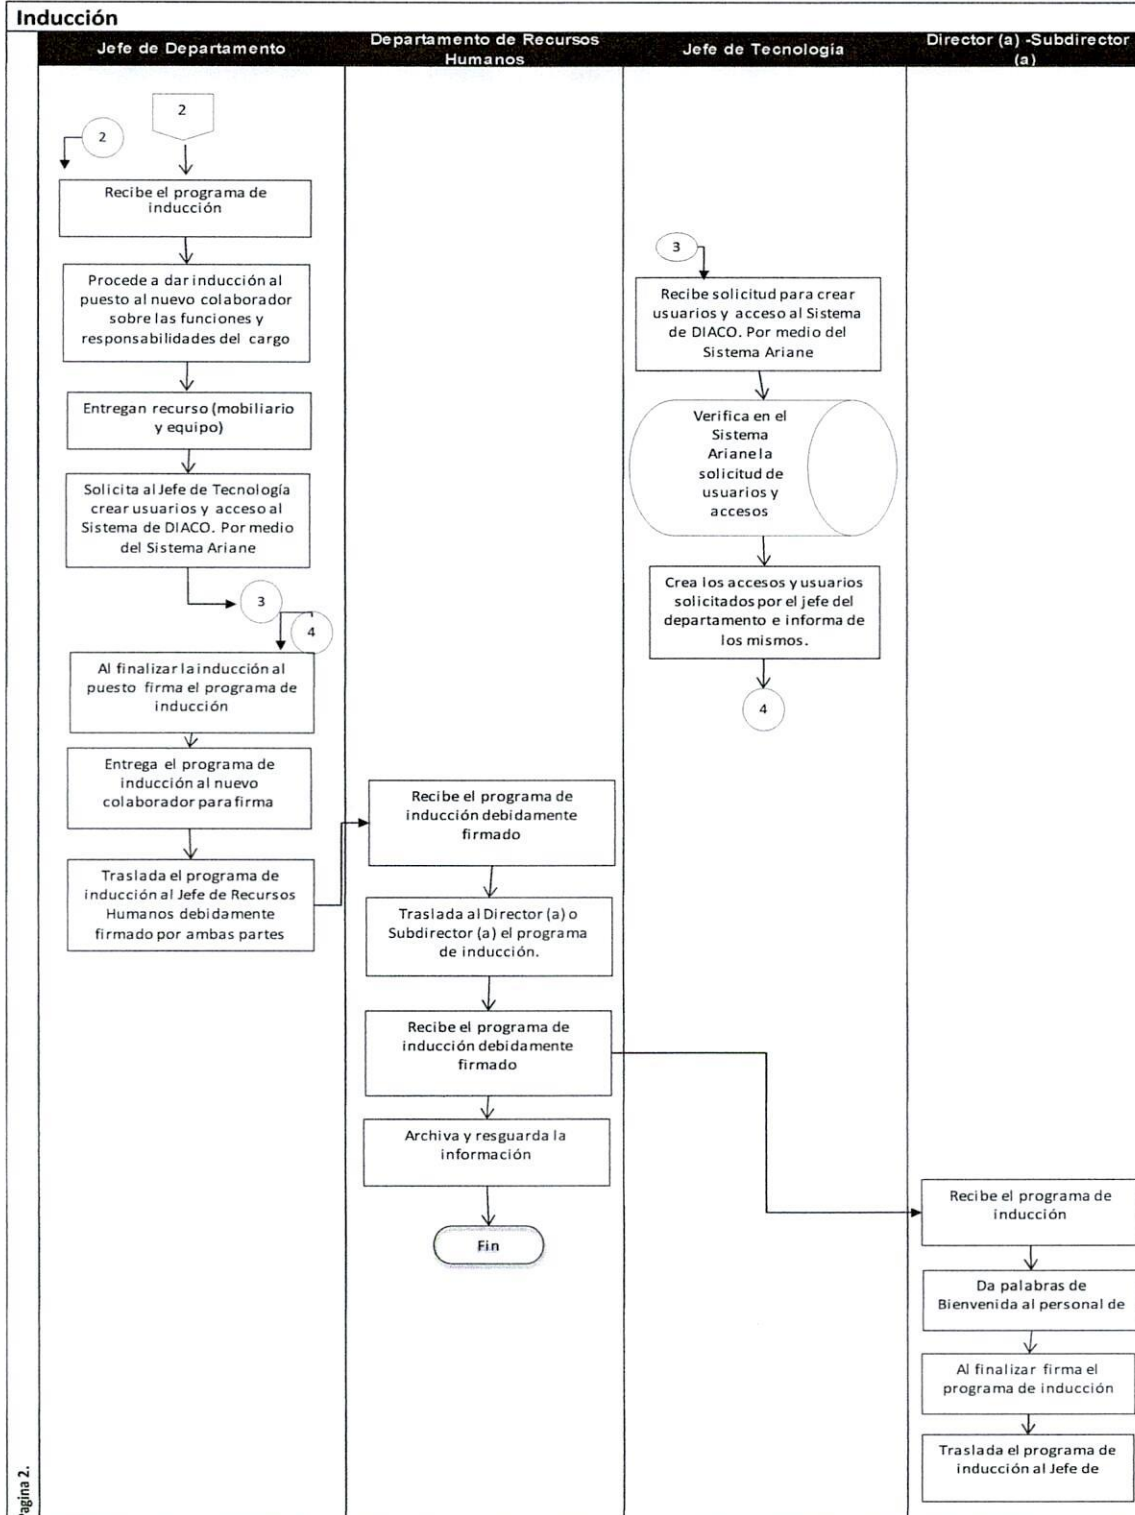 Inducción
Jefe de Departamento
Departamento de Recursos
Humanos
Jefe de Tecnología
Director (a) -Subdirector
(a)
2
2
Recibe el programa de
inducción
Procede a dar inducción al
puesto al nuevo colaborador
sobre las funciones y
responsabilidades del cargo
Entregan recurso (mobiliario
y equipo)
Solicita al Jefe de Tecnología
crear usuarios y acceso al
Sistema de DIACO. Por medio
del Sistema Ariane
3
4
Al finalizar la inducción al
puesto firma el programa de
inducción
Entrega el programa de
inducción al nuevo
colaborador para firma
Traslada el programa de
inducción al Jefe de Recursos
Humanos debidamente
firmado por ambas partes
Recibe el programa de
inducción debidamente
firmado
Traslada al Director (a) o
Subdirector (a) el programa
de inducción.
Recibe el programa de
inducción debidamente
firmado
Archiva y resguarda la
información
Fin
3
Recibe solicitud para crear
usuarios y acceso al Sistema
de DIACO. Por medio del
Sistema Ariane
Verifica en el
Sistema
Ariane la
solicitud de
usuarios y
accesos
Crea los accesos y usuarios
solicitados por el jefe del
departamento e informa de
los mismos.
4
Recibe el programa de
inducción
Da palabras de
Bienvenida al personal de
Al finalizar firma el
programa de inducción
Traslada el programa de
inducción al Jefe de
Pagina 2.